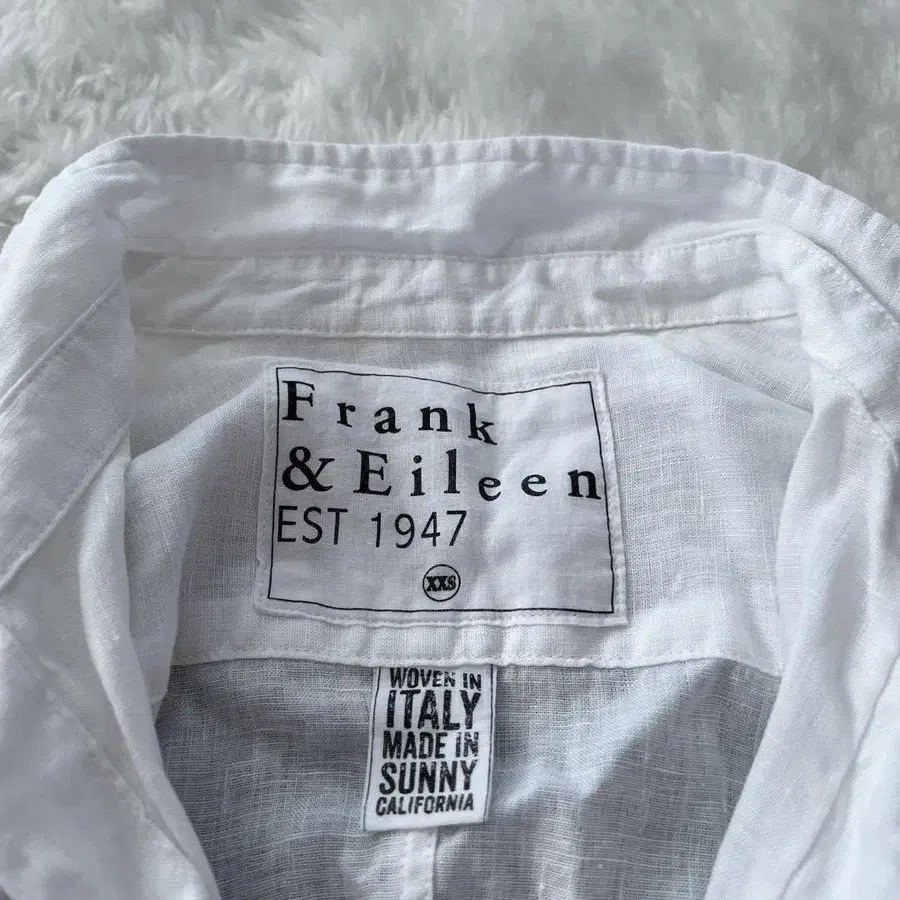 Frank
& Eileen
EST 1947
XXS
WOVEN IN
ITALY
MADE IN
SUNNY
CALIFORNIA